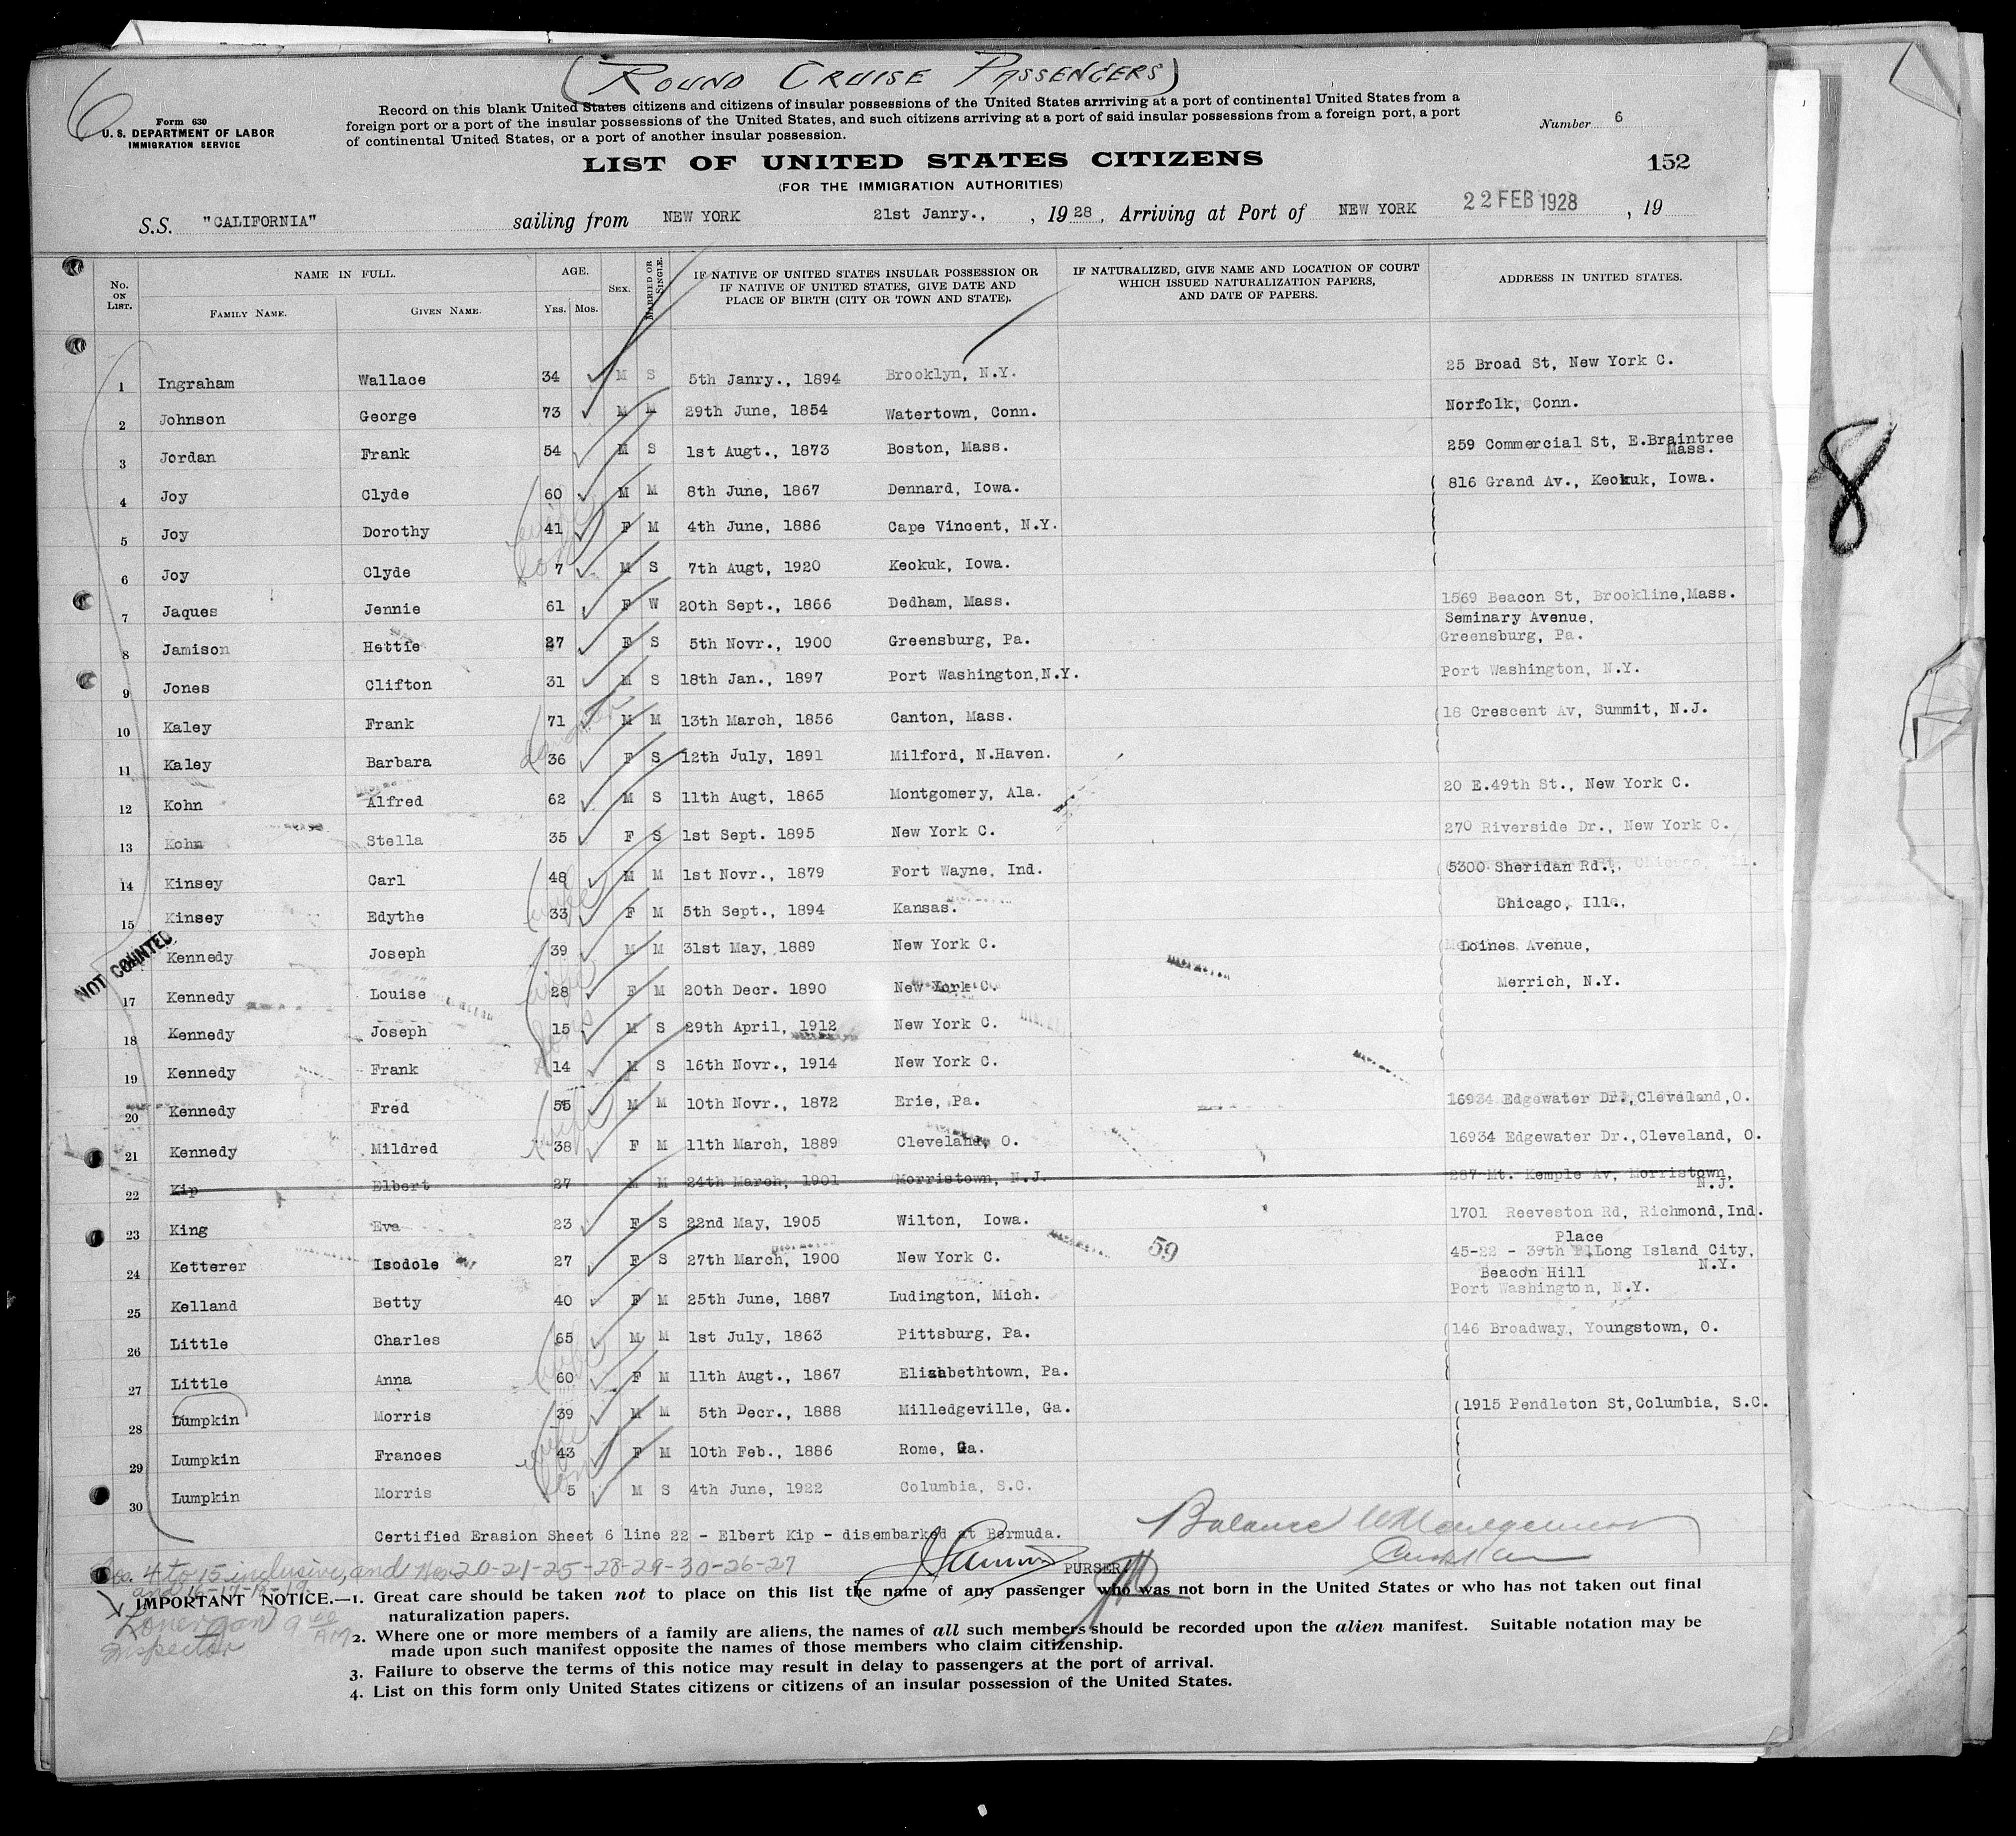 6
(ROUND CRUISE PASSENGERS)
Form 630
U. S. DEPARTMENT OF LABOR
IMMIGRATION SERVICE
Record on this blank United States citizens and citizens of insular possessions of the United States arrriving at a port of continental United States from a
foreign port or a port of the insular possessions of the United States, and such citizens arriving at a port of said insular possessions from a foreign port, a port
of continental United States, or a port of another insular possession.
Number 6
LIST OF UNITED STATES CITIZENS
152
(FOR THE IMMIGRATION AUTHORITIES)
S.S. "CALIFORNIA" sailing from NEW YORK 21st Janry., , 1928, Arriving at Port of NEW YORK 22 FEB 1928 , 19
No. ON LIST. NAME IN FULL. FAMILY NAME. GIVEN NAME. AGE. YRS. MOS. SEX. MARRIED OR SINGLE. IF NATIVE OF UNITED STATES INSULAR POSSESSION OR IF NATIVE OF UNITED STATES, GIVE DATE AND PLACE OF BIRTH (CITY OR TOWN AND STATE). IF NATURALIZED, GIVE NAME AND LOCATION OF COURT WHICH ISSUED NATURALIZATION PAPERS, AND DATE OF PAPERS. ADDRESS IN UNITED STATES.
1 Ingraham Wallace 34 M S 5th Janry., 1894 Brooklyn, N.Y. 25 Broad St, New York C.
2 Johnson George 73 M M 29th June, 1854 Watertown, Conn. Norfolk, Conn.
3 Jordan Frank 54 M S 1st Augt., 1873 Boston, Mass. 259 Commercial St, E.Braintree Mass.
4 Joy Clyde 60 M M 8th June, 1867 Dennard, Iowa. 816 Grand Av., Keokuk, Iowa.
5 Joy Dorothy wife 41 F M 4th June, 1886 Cape Vincent, N.Y.
6 Joy Clyde son 7 M S 7th Augt, 1920 Keokuk, Iowa.
7 Jaques Jennie 61 F W 20th Sept., 1866 Dedham, Mass. 1569 Beacon St, Brookline,Mass.
8 Jamison Hettie 27 F S 5th Novr., 1900 Greensburg, Pa. Seminary Avenue, Greensburg, Pa.
9 Jones Clifton 31 M S 18th Jan., 1897 Port Washington,N.Y. Port Washington, N.Y.
10 Kaley Frank 71 M M 13th March, 1856 Canton, Mass. 18 Crescent Av, Summit, N.J.
11 Kaley Barbara daughter 36 F S 12th July, 1891 Milford, N.Haven.
12 Kohn Alfred 62 M S 11th Augt, 1865 Montgomery, Ala. 20 E.49th St., New York C.
13 Kohn Stella 35 F S 1st Sept. 1895 New York C. 270 Riverside Dr., New York C.
14 Kinsey Carl 48 M M 1st Novr., 1879 Fort Wayne, Ind. 5300 Sheridan Rd.,
15 Kinsey Edythe wife 33 F M 5th Sept., 1894 Kansas. Chicago, Ill.,
NOT COUNTED
Kennedy Joseph 39 M M 31st May, 1889 New York C. Loines Avenue,
17 Kennedy Louise wife 28 F M 20th Decr. 1890 New York C. Merrich, N.Y.
18 Kennedy Joseph sons 15 M S 29th April, 1912 New York C.
19 Kennedy Frank 14 M S 16th Novr., 1914 New York C.
20 Kennedy Fred 55 M M 10th Novr., 1872 Erie, Pa. 16934 Edgewater Dr.,Cleveland,O.
21 Kennedy Mildred wife 38 F M 11th March, 1889 Cleveland, O. 16934 Edgewater Dr.,Cleveland, O.
22 Kip Elbert 27 M M 24th March, 1901 Morristown, N.J. 287 Mt. Kemple Av, Morristown, N.J.
23 King Eva 23 F S 22nd May, 1905 Wilton, Iowa. 1701 Reeveston Rd, Richmond,Ind.
24 Ketterer Isodole 27 F S 27th March, 1900 New York C. 59 45-22 - 39th Place Long Island City, N.Y.
25 Kelland Betty 40 F M 25th June, 1887 Ludington, Mich. Beacon Hill Port Washington, N.Y.
26 Little Charles 65 M M 1st July, 1863 Pittsburg, Pa. 146 Broadway, Youngstown, O.
27 Little Anna wife 60 F M 11th Augt., 1867 Elizabethtown, Pa.
28 Lumpkin Morris 39 M M 5th Decr., 1888 Milledgeville, Ga. 1915 Pendleton St,Columbia, S.C.
29 Lumpkin Frances wife 43 F M 10th Feb., 1886 Rome, Ga.
30 Lumpkin Morris son 5 M S 4th June, 1922 Columbia, S.C.
Certified Erasion Sheet 6 line 22 - Elbert Kip - disembarked at Bermuda.
Balance
PURSER.
Nos. 4 to 15 inclusive, and Nos 20-21-25-28-29-30-26-27
and 16-17-18-19.
Lonergan 9 00 AM
Inspector
IMPORTANT NOTICE.—1. Great care should be taken not to place on this list the name of any passenger who was not born in the United States or who has not taken out final
naturalization papers.
2. Where one or more members of a family are aliens, the names of all such members should be recorded upon the alien manifest. Suitable notation may be
made upon such manifest opposite the names of those members who claim citizenship.
3. Failure to observe the terms of this notice may result in delay to passengers at the port of arrival.
4. List on this form only United States citizens or citizens of an insular possession of the United States.
8